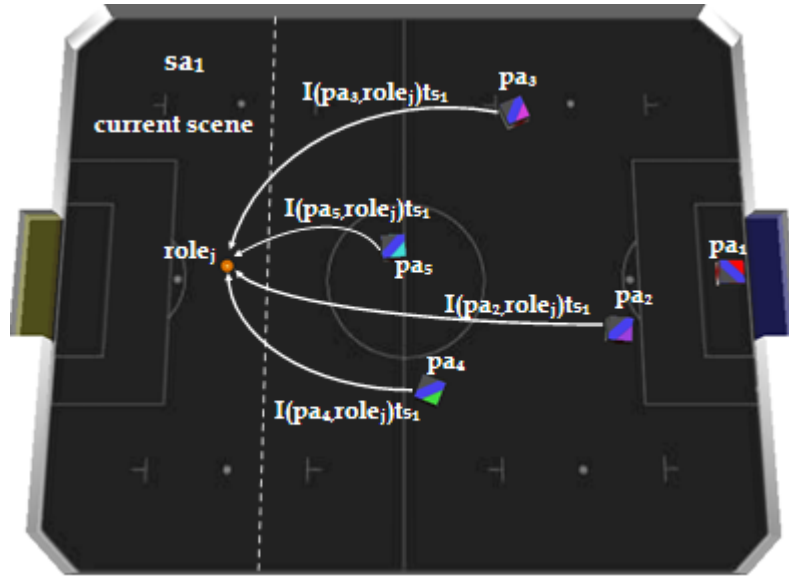 sa₁
pa₃
I(pa₃,roleⱼ)tₛ₁
current scene
I(pa₅,roleⱼ)tₛ₁
roleⱼ
pa₅
pa₁
I(pa₂,roleⱼ)tₛ₁
pa₂
pa₄
I(pa₄,roleⱼ)tₛ₁